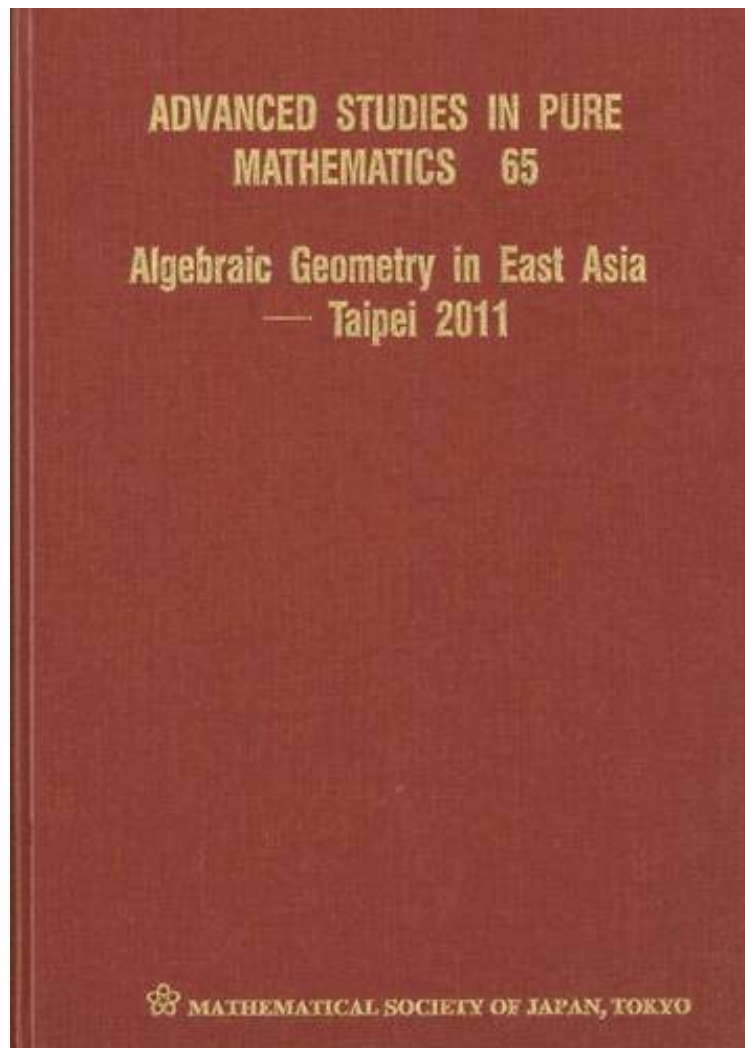 ADVANCED STUDIES IN PURE
MATHEMATICS 65
Algebraic Geometry in East Asia
— Taipei 2011
MATHEMATICAL SOCIETY OF JAPAN, TOKYO